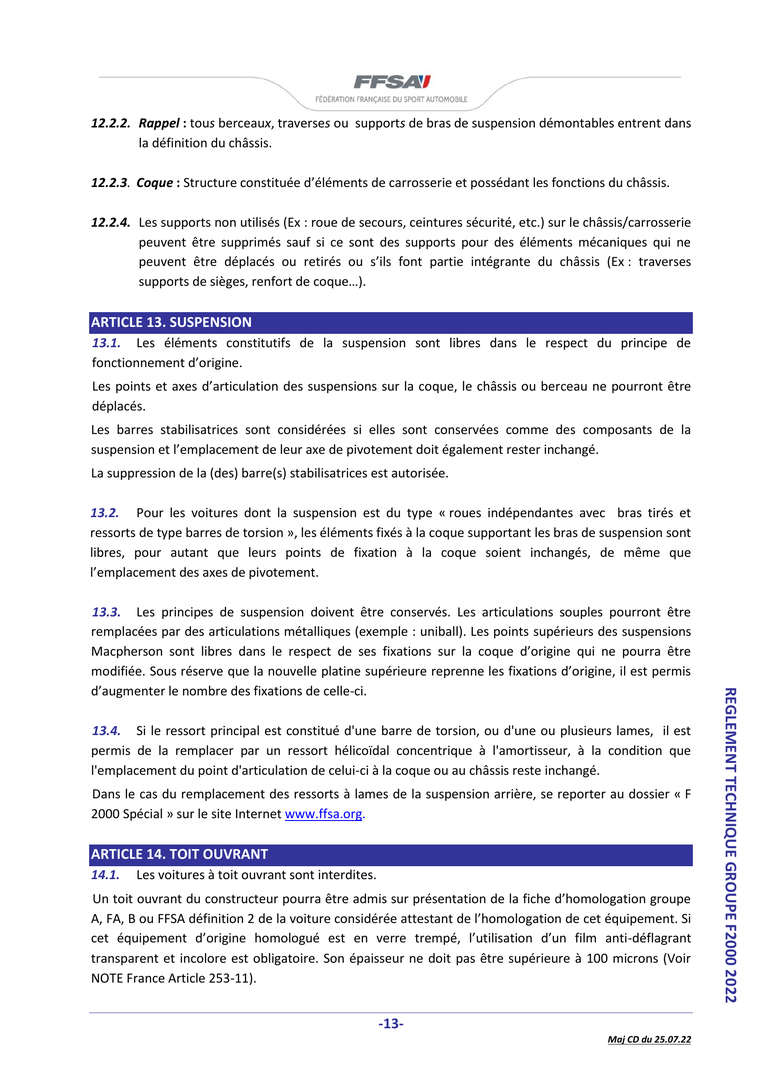 FFSA
FÉDÉRATION FRANÇAISE DU SPORT AUTOMOBILE
12.2.2. Rappel : tous berceaux, traverses ou supports de bras de suspension démontables entrent dans
la définition du châssis.
12.2.3. Coque : Structure constituée d’éléments de carrosserie et possédant les fonctions du châssis.
12.2.4. Les supports non utilisés (Ex : roue de secours, ceintures sécurité, etc.) sur le châssis/carrosserie
peuvent être supprimés sauf si ce sont des supports pour des éléments mécaniques qui ne
peuvent être déplacés ou retirés ou s’ils font partie intégrante du châssis (Ex : traverses
supports de sièges, renfort de coque…).
ARTICLE 13. SUSPENSION
13.1. Les éléments constitutifs de la suspension sont libres dans le respect du principe de
fonctionnement d’origine.
Les points et axes d’articulation des suspensions sur la coque, le châssis ou berceau ne pourront être
déplacés.
Les barres stabilisatrices sont considérées si elles sont conservées comme des composants de la
suspension et l’emplacement de leur axe de pivotement doit également rester inchangé.
La suppression de la (des) barre(s) stabilisatrices est autorisée.
13.2. Pour les voitures dont la suspension est du type « roues indépendantes avec bras tirés et
ressorts de type barres de torsion », les éléments fixés à la coque supportant les bras de suspension sont
libres, pour autant que leurs points de fixation à la coque soient inchangés, de même que
l’emplacement des axes de pivotement.
13.3. Les principes de suspension doivent être conservés. Les articulations souples pourront être
remplacées par des articulations métalliques (exemple : uniball). Les points supérieurs des suspensions
Macpherson sont libres dans le respect de ses fixations sur la coque d’origine qui ne pourra être
modifiée. Sous réserve que la nouvelle platine supérieure reprenne les fixations d’origine, il est permis
d’augmenter le nombre des fixations de celle-ci.
13.4. Si le ressort principal est constitué d'une barre de torsion, ou d'une ou plusieurs lames, il est
permis de la remplacer par un ressort hélicoïdal concentrique à l'amortisseur, à la condition que
l'emplacement du point d'articulation de celui-ci à la coque ou au châssis reste inchangé.
Dans le cas du remplacement des ressorts à lames de la suspension arrière, se reporter au dossier « F
2000 Spécial » sur le site Internet www.ffsa.org.
ARTICLE 14. TOIT OUVRANT
14.1. Les voitures à toit ouvrant sont interdites.
Un toit ouvrant du constructeur pourra être admis sur présentation de la fiche d’homologation groupe
A, FA, B ou FFSA définition 2 de la voiture considérée attestant de l’homologation de cet équipement. Si
cet équipement d’origine homologué est en verre trempé, l’utilisation d’un film anti-déflagrant
transparent et incolore est obligatoire. Son épaisseur ne doit pas être supérieure à 100 microns (Voir
NOTE France Article 253-11).
REGLEMENT TECHNIQUE GROUPE F2000 2022
-13-
Maj CD du 25.07.22